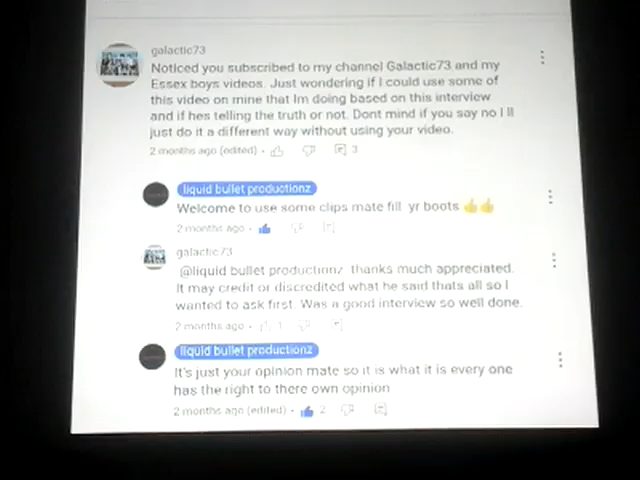 galactic73
Noticed you subscribed to my channel Galactic73 and my
Essex boys videos. Just wondering if I could use some of
this video on mine that Im doing based on this interview
and if hes telling the truth or not. Dont mind if you say no I ll
just do it a different way without using your video.
2 months ago (edited) • 3
liquid bullet productionz
Welcome to use some clips mate fill yr boots 👍👍
2 months ago •
galactic73
@liquid bullet productionz thanks much appreciated.
It may credit or discredited what he said thats all so I
wanted to ask first. Was a good interview so well done.
2 months ago • 1
liquid bullet productionz
It's just your opinion mate so it is what it is every one
has the right to there own opinion
2 months ago (edited) • 2